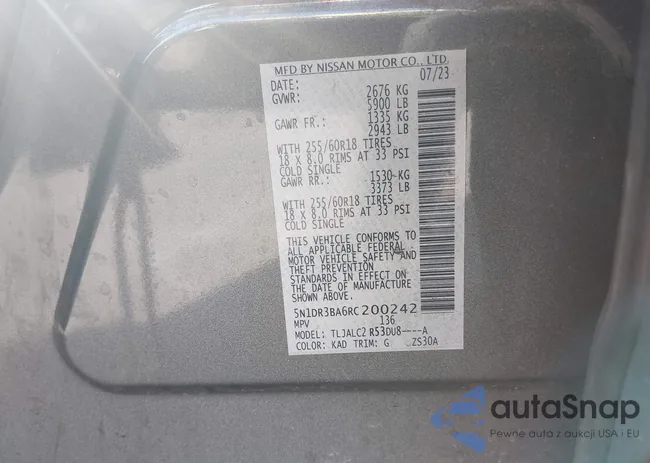 MFD BY NISSAN MOTOR CO., LTD.
DATE: 07/23
GVWR: 2676 KG
5900 LB
GAWR FR.: 1335 KG
2943 LB
WITH 255/60R18 TIRES
18 X 8.0 RIMS AT 33 PSI
COLD SINGLE
GAWR RR.: 1530 KG
3373 LB
WITH 255/60R18 TIRES
18 X 8.0 RIMS AT 33 PSI
COLD SINGLE
THIS VEHICLE CONFORMS TO
ALL APPLICABLE FEDERAL
MOTOR VEHICLE SAFETY AND
THEFT PREVENTION
STANDARDS IN EFFECT ON
THE DATE OF MANUFACTURE
SHOWN ABOVE.
5N1DR3BA6RC200242
MPV 136
MODEL: TLJALC2 R53DU8----A
COLOR: KAD TRIM: G ZS30A
autaSnap
Pewne auta z aukcji USA i EU